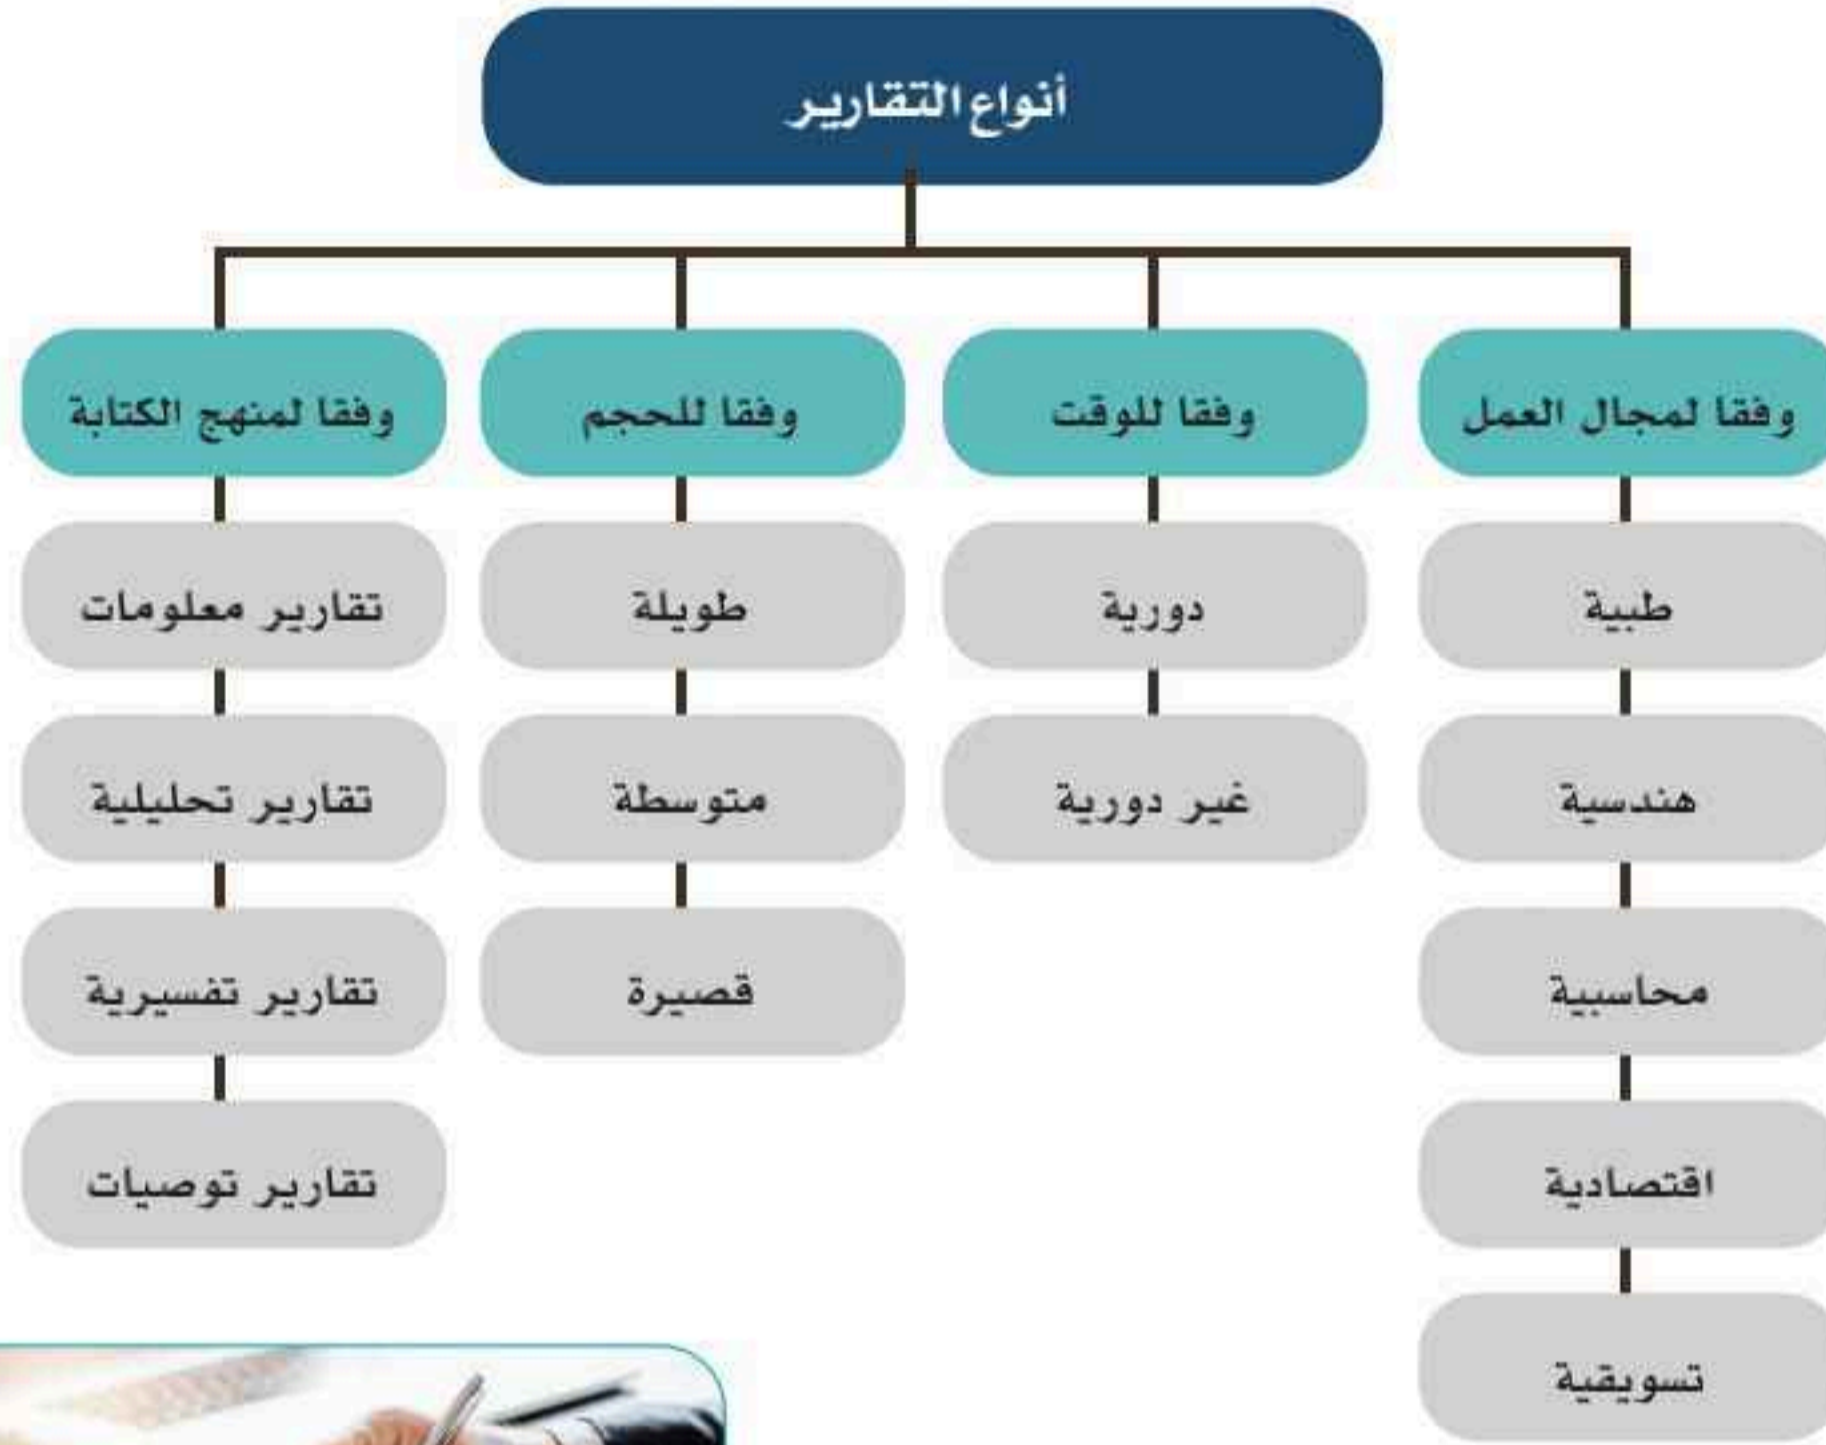 أنواع التقارير
وفقا لمجال العمل
طبية
هندسية
محاسبية
اقتصادية
تسويقية
وفقا للوقت
دورية
غير دورية
وفقا للحجم
طويلة
متوسطة
قصيرة
وفقا لمنهج الكتابة
تقارير معلومات
تقارير تحليلية
تقارير تفسيرية
تقارير توصيات